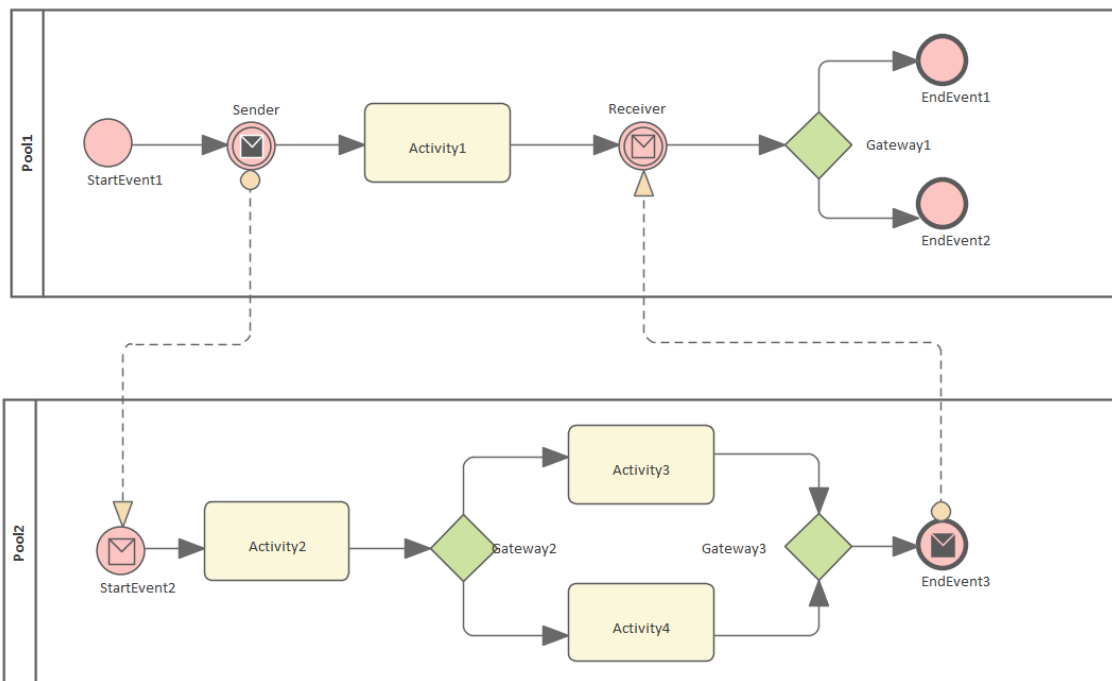 Pool1
StartEvent1
Sender
Activity1
Receiver
Gateway1
EndEvent1
EndEvent2
Pool2
StartEvent2
Activity2
Gateway2
Activity3
Activity4
Gateway3
EndEvent3